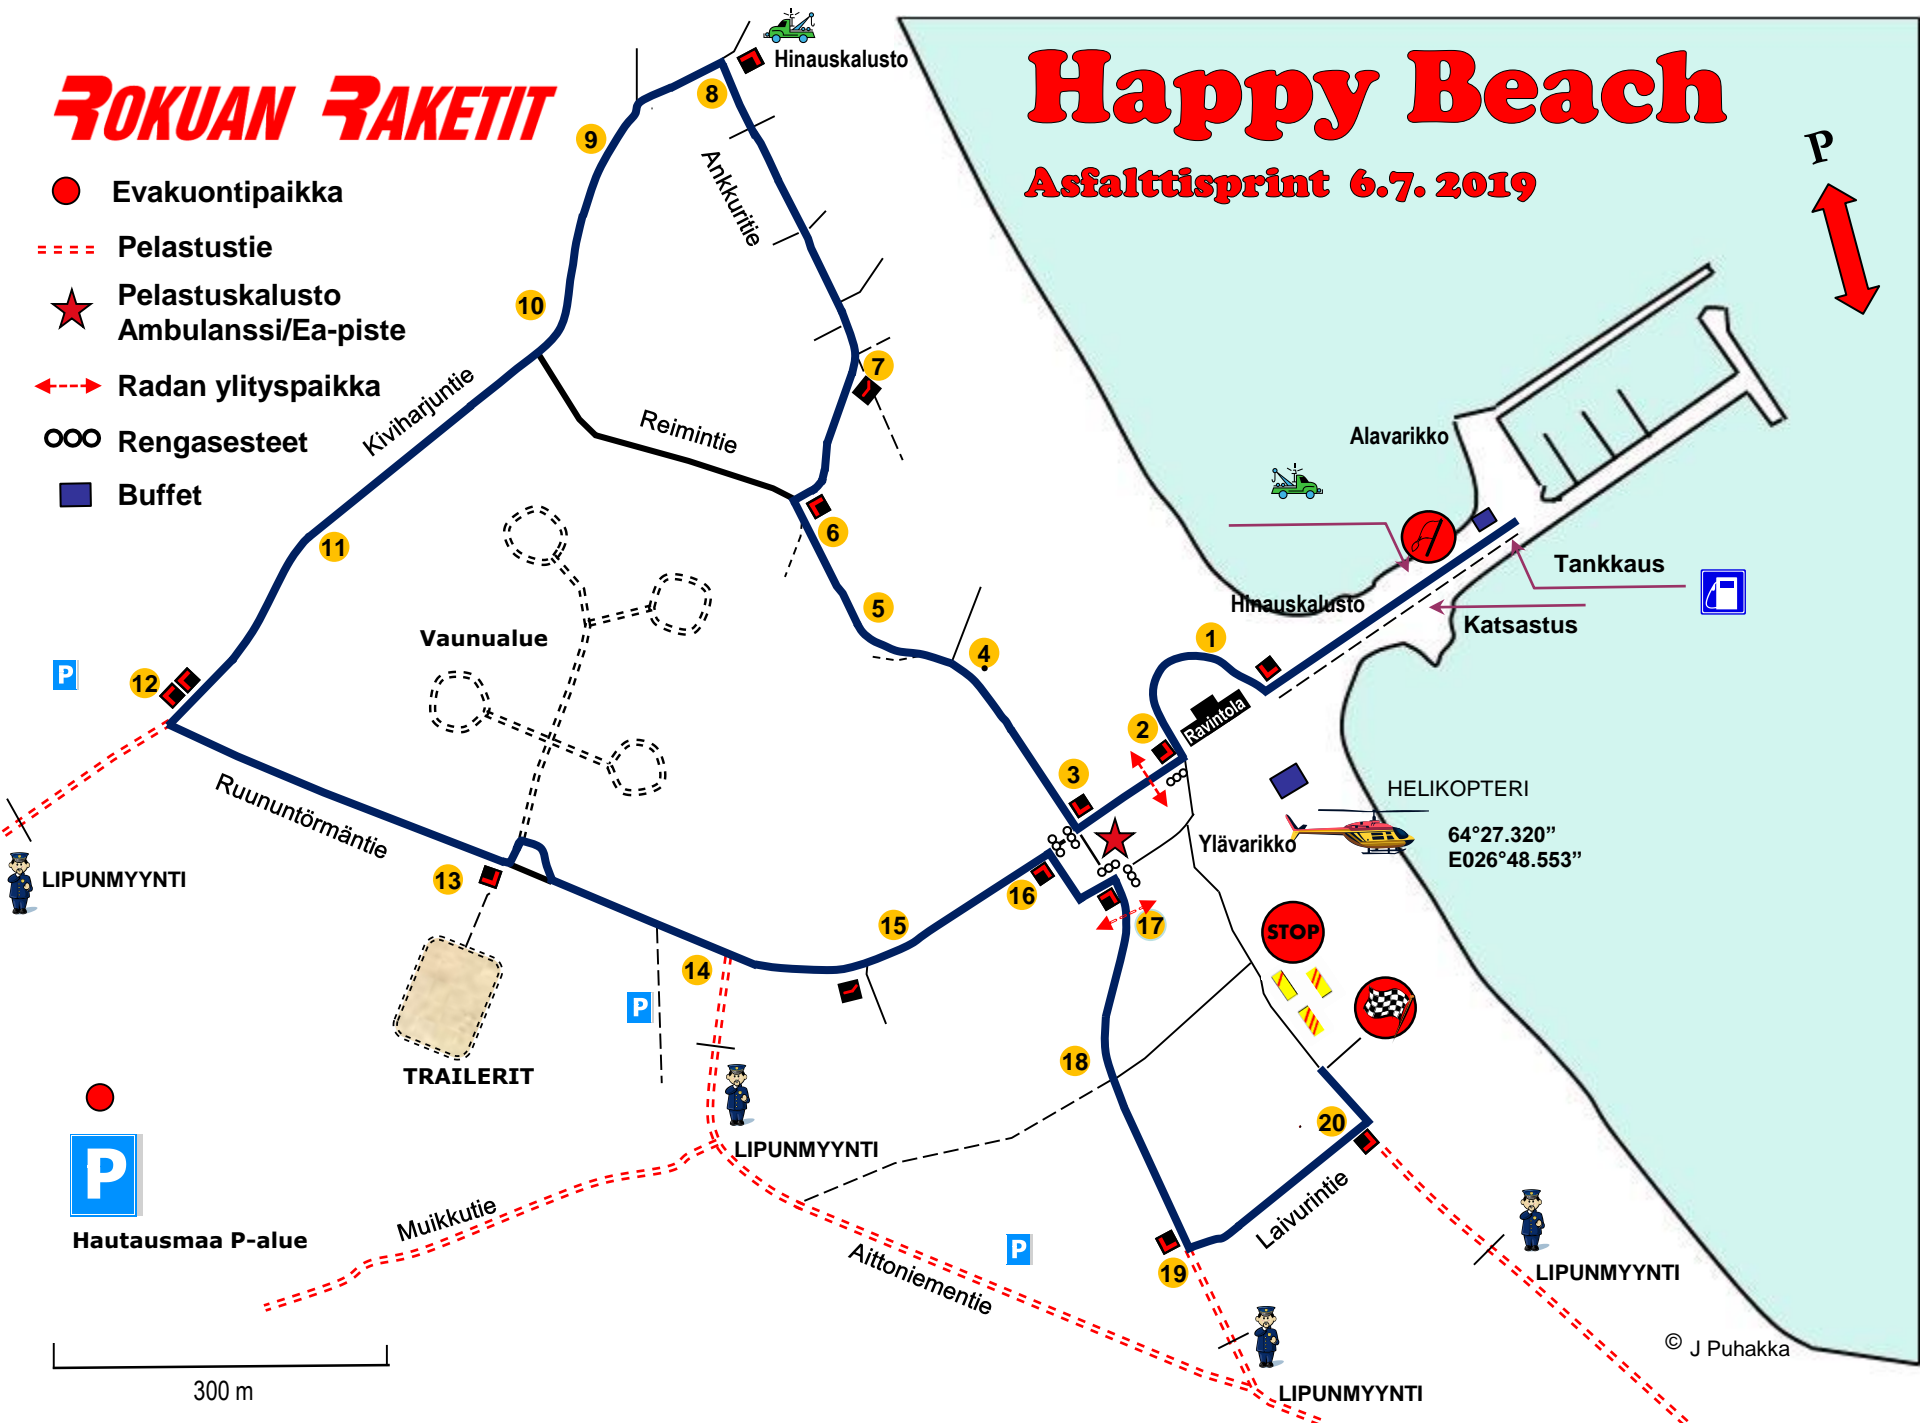 ROKUAN RAKETIT
Happy Beach
Asfalttisprint 6.7. 2019
P
Evakuontipaikka
Pelastustie
Pelastuskalusto
Ambulanssi/Ea-piste
Radan ylityspaikka
Rengasesteet
Buffet
Hinauskalusto
8
9
Ankkuritie
10
7
Kiviharjuntie
Reimintie
Alavarikko
6
11
5
Tankkaus
Hinauskalusto
Katsastus
Vaunualue
1
4
P
12
Ravintola
2
3
HELIKOPTERI
64°27.320”
E026°48.553”
Ylävarikko
Ruununtörmäntie
LIPUNMYYNTI
13
16
15
17
STOP
14
P
18
TRAILERIT
20
P
Hautausmaa P-alue
LIPUNMYYNTI
Muikkutie
Aittoniementie
P
19
Laivurintie
LIPUNMYYNTI
LIPUNMYYNTI
© J Puhakka
300 m